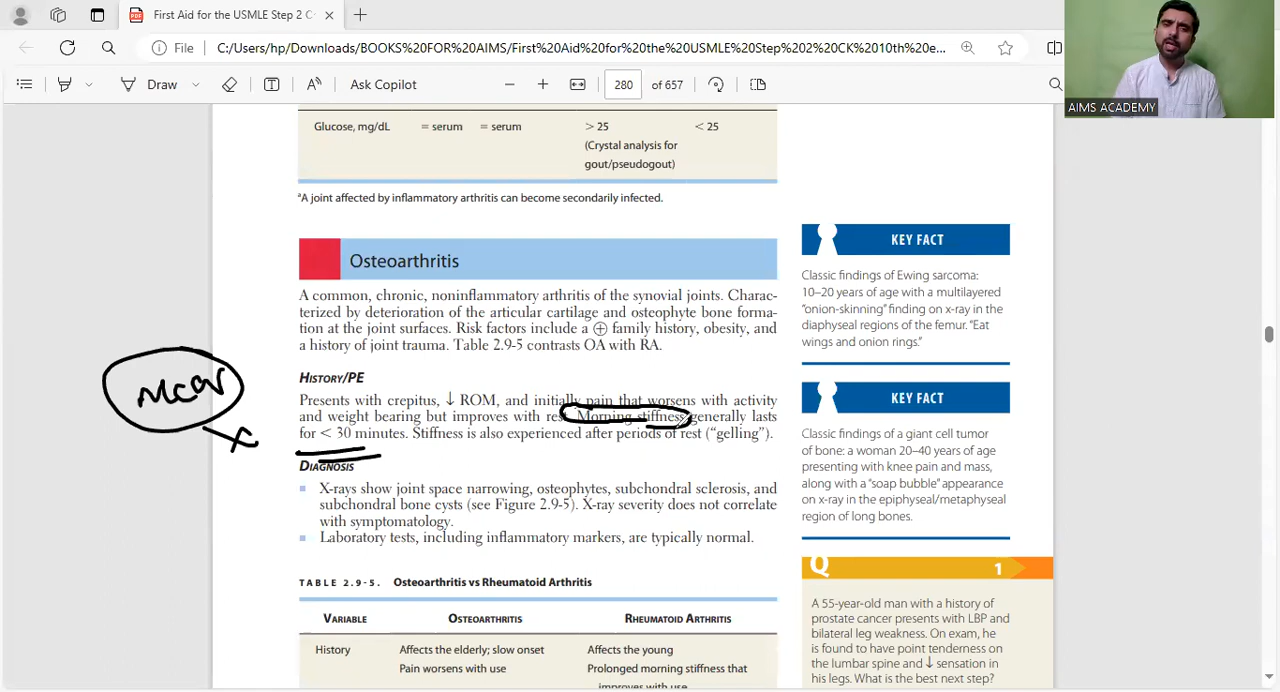 First Aid for the USMLE Step 2 C
File
C:/Users/hp/Downloads/BOOKS%20FOR%20AIMS/First%20Aid%20for%20the%20USMLE%20Step%202%20CK%2010th%20e...
Draw
Ask Copilot
280 of 657
AIMS ACADEMY
Glucose, mg/dL = serum = serum > 25 < 25
(Crystal analysis for
gout/pseudogout)
aA joint affected by inflammatory arthritis can become secondarily infected.
Osteoarthritis
A common, chronic, noninflammatory arthritis of the synovial joints. Charac-
terized by deterioration of the articular cartilage and osteophyte bone forma-
tion at the joint surfaces. Risk factors include a ⊕ family history, obesity, and
a history of joint trauma. Table 2.9-5 contrasts OA with RA.
HISTORY/PE
Presents with crepitus, ↓ ROM, and initially pain that worsens with activity
and weight bearing but improves with res Morning stiffness generally lasts
for < 30 minutes. Stiffness is also experienced after periods of rest ("gelling").
DIAGNOSIS
■ X-rays show joint space narrowing, osteophytes, subchondral sclerosis, and
subchondral bone cysts (see Figure 2.9-5). X-ray severity does not correlate
with symptomatology.
■ Laboratory tests, including inflammatory markers, are typically normal.
TABLE 2.9-5. Osteoarthritis vs Rheumatoid Arthritis
VARIABLE OSTEOARTHRITIS RHEUMATOID ARTHRITIS
History Affects the elderly; slow onset Affects the young
Pain worsens with use Prolonged morning stiffness that
improves with use
KEY FACT
Classic findings of Ewing sarcoma:
10–20 years of age with a multilayered
"onion-skinning" finding on x-ray in the
diaphyseal regions of the femur. "Eat
wings and onion rings."
KEY FACT
Classic findings of a giant cell tumor
of bone: a woman 20–40 years of age
presenting with knee pain and mass,
along with a "soap bubble" appearance
on x-ray in the epiphyseal/metaphyseal
region of long bones.
Q 1
A 55-year-old man with a history of
prostate cancer presents with LBP and
bilateral leg weakness. On exam, he
is found to have point tenderness on
the lumbar spine and ↓ sensation in
his legs. What is the best next step?